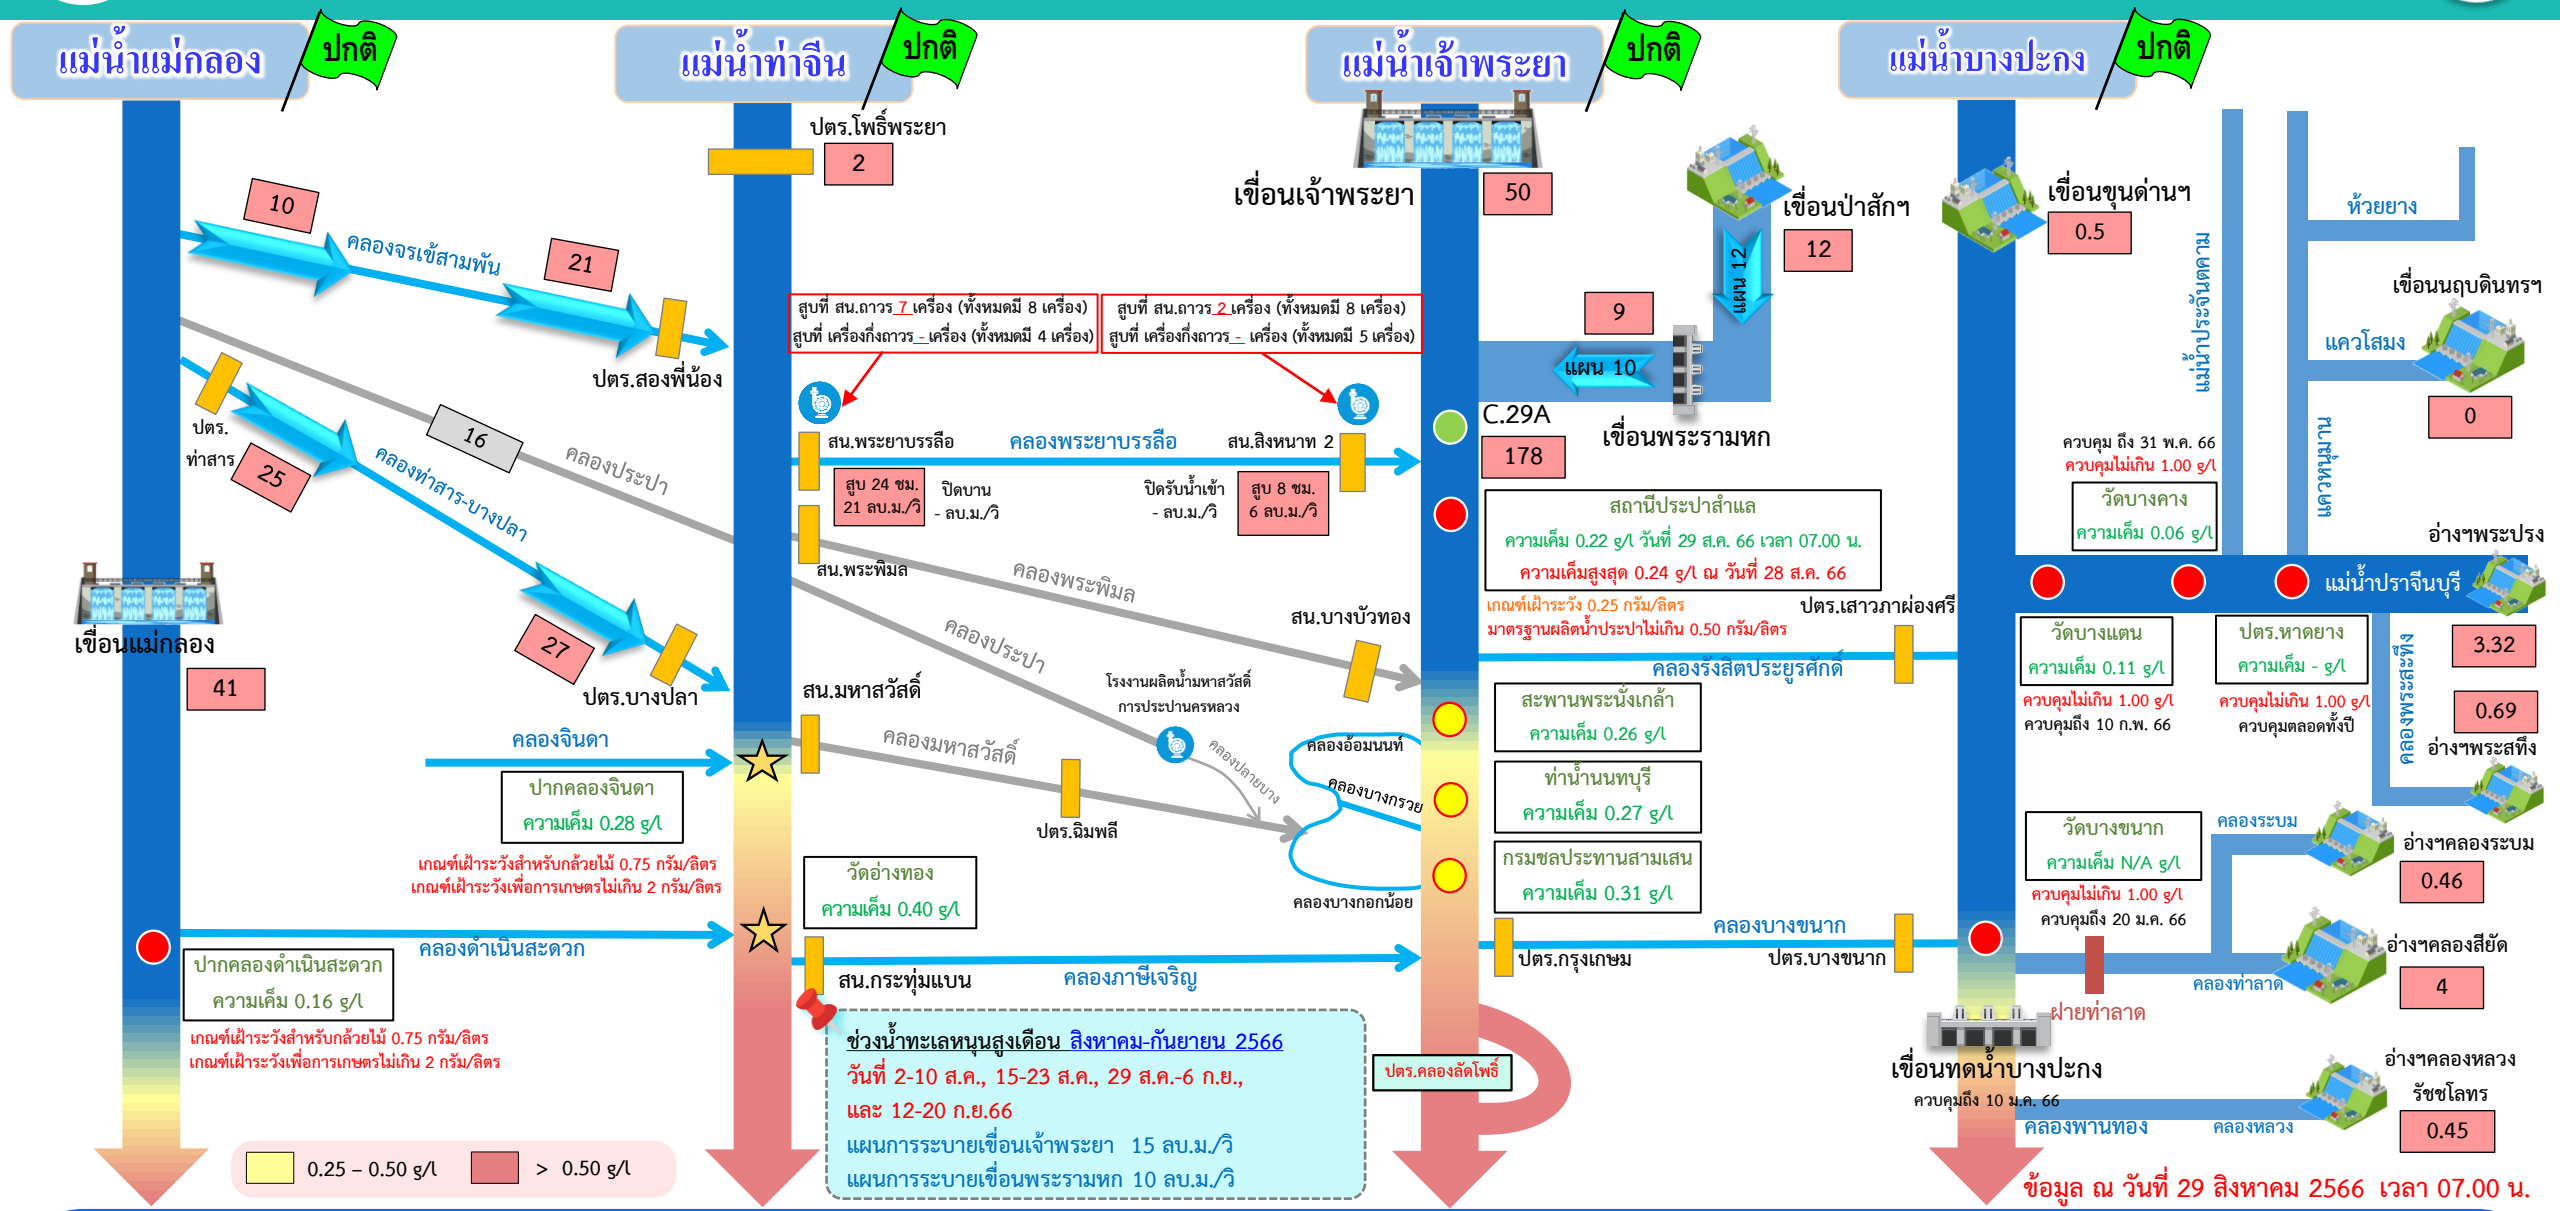 แม่น้ำแม่กลอง
ปกติ
แม่น้ำท่าจีน
ปกติ
แม่น้ำเจ้าพระยา
ปกติ
แม่น้ำบางปะกง
ปกติ
ปตร.โพธิ์พระยา
2
เขื่อนเจ้าพระยา
50
เขื่อนป่าสักฯ
12
แผน 12
เขื่อนขุนด่านฯ
0.5
แม่น้ำประจันตคาม
ห้วยยาง
เขื่อนนฤบดินทรฯ
แควโสมง
0
แควหนุมาน
10
คลองจรเข้สามพัน
21
ปตร.สองพี่น้อง
สูบที่ สน.ถาวร 7 เครื่อง (ทั้งหมดมี 8 เครื่อง)
สูบที่ เครื่องกึ่งถาวร - เครื่อง (ทั้งหมดมี 4 เครื่อง)
สูบที่ สน.ถาวร 2 เครื่อง (ทั้งหมดมี 8 เครื่อง)
สูบที่ เครื่องกึ่งถาวร - เครื่อง (ทั้งหมดมี 5 เครื่อง)
9
แผน 10
เขื่อนพระรามหก
C.29A
178
ปตร.
ท่าสาร
25
16
คลองประปา
คลองท่าสาร-บางปลา
27
ปตร.บางปลา
สน.พระยาบรรลือ
คลองพระยาบรรลือ
สน.สิงหนาท 2
สูบ 24 ชม.
21 ลบ.ม./วิ
ปิดบาน
- ลบ.ม./วิ
ปิดรับน้ำเข้า
- ลบ.ม./วิ
สูบ 8 ชม.
6 ลบ.ม./วิ
สน.พระพิมล
คลองพระพิมล
สน.บางบัวทอง
คลองประปา
สถานีประปาสำแล
ความเค็ม 0.22 g/l วันที่ 29 ส.ค. 66 เวลา 07.00 น.
ความเค็มสูงสุด 0.24 g/l ณ วันที่ 28 ส.ค. 66
เกณฑ์เฝ้าระวัง 0.25 กรัม/ลิตร
มาตรฐานผลิตน้ำประปาไม่เกิน 0.50 กรัม/ลิตร
ปตร.เสาวภาผ่องศรี
คลองรังสิตประยูรศักดิ์
ควบคุม ถึง 31 พ.ค. 66
ควบคุมไม่เกิน 1.00 g/l
วัดบางคาง
ความเค็ม 0.06 g/l
อ่างฯพระปรง
แม่น้ำปราจีนบุรี
3.32
วัดบางแตน
ความเค็ม 0.11 g/l
ควบคุมไม่เกิน 1.00 g/l
ควบคุมถึง 10 ก.พ. 66
ปตร.หาดยาง
ความเค็ม - g/l
ควบคุมไม่เกิน 1.00 g/l
ควบคุมตลอดทั้งปี
คลองพระสะทึง
0.69
อ่างฯพระสทึง
เขื่อนแม่กลอง
41
คลองจินดา
ปากคลองจินดา
ความเค็ม 0.28 g/l
เกณฑ์เฝ้าระวังสำหรับกล้วยไม้ 0.75 กรัม/ลิตร
เกณฑ์เฝ้าระวังเพื่อการเกษตรไม่เกิน 2 กรัม/ลิตร
สน.มหาสวัสดิ์
คลองมหาสวัสดิ์
โรงงานผลิตน้ำมหาสวัสดิ์
การประปานครหลวง
คลองปลายบาง
ปตร.ฉิมพลี
คลองอ้อมนนท์
คลองบางกรวย
คลองบางกอกน้อย
สะพานพระนั่งเกล้า
ความเค็ม 0.26 g/l
ท่าน้ำนนทบุรี
ความเค็ม 0.27 g/l
กรมชลประทานสามเสน
ความเค็ม 0.31 g/l
วัดบางขนาก
ความเค็ม N/A g/l
ควบคุมไม่เกิน 1.00 g/l
ควบคุมถึง 20 ม.ค. 66
คลองระบม
อ่างฯคลองระบม
0.46
อ่างฯคลองสียัด
4
คลองท่าลาด
ฝายท่าลาด
วัดอ่างทอง
ความเค็ม 0.40 g/l
คลองดำเนินสะดวก
ปากคลองดำเนินสะดวก
ความเค็ม 0.16 g/l
เกณฑ์เฝ้าระวังสำหรับกล้วยไม้ 0.75 กรัม/ลิตร
เกณฑ์เฝ้าระวังเพื่อการเกษตรไม่เกิน 2 กรัม/ลิตร
สน.กระทุ่มแบน
คลองภาษีเจริญ
ปตร.กรุงเกษม
คลองบางขนาก
ปตร.บางขนาก
ช่วงน้ำทะเลหนุนสูงเดือน สิงหาคม-กันยายน 2566
วันที่ 2-10 ส.ค., 15-23 ส.ค., 29 ส.ค.-6 ก.ย.,
และ 12-20 ก.ย.66
แผนการระบายเขื่อนเจ้าพระยา 15 ลบ.ม./วิ
แผนการระบายเขื่อนพระรามหก 10 ลบ.ม./วิ
ปตร.คลองลัดโพธิ์
เขื่อนทดน้ำบางปะกง
ควบคุมถึง 10 ม.ค. 66
คลองพานทอง
คลองหลวง
อ่างฯคลองหลวง
รัชชโลทร
0.45
0.25 – 0.50 g/l
> 0.50 g/l
ข้อมูล ณ วันที่ 29 สิงหาคม 2566 เวลา 07.00 น.